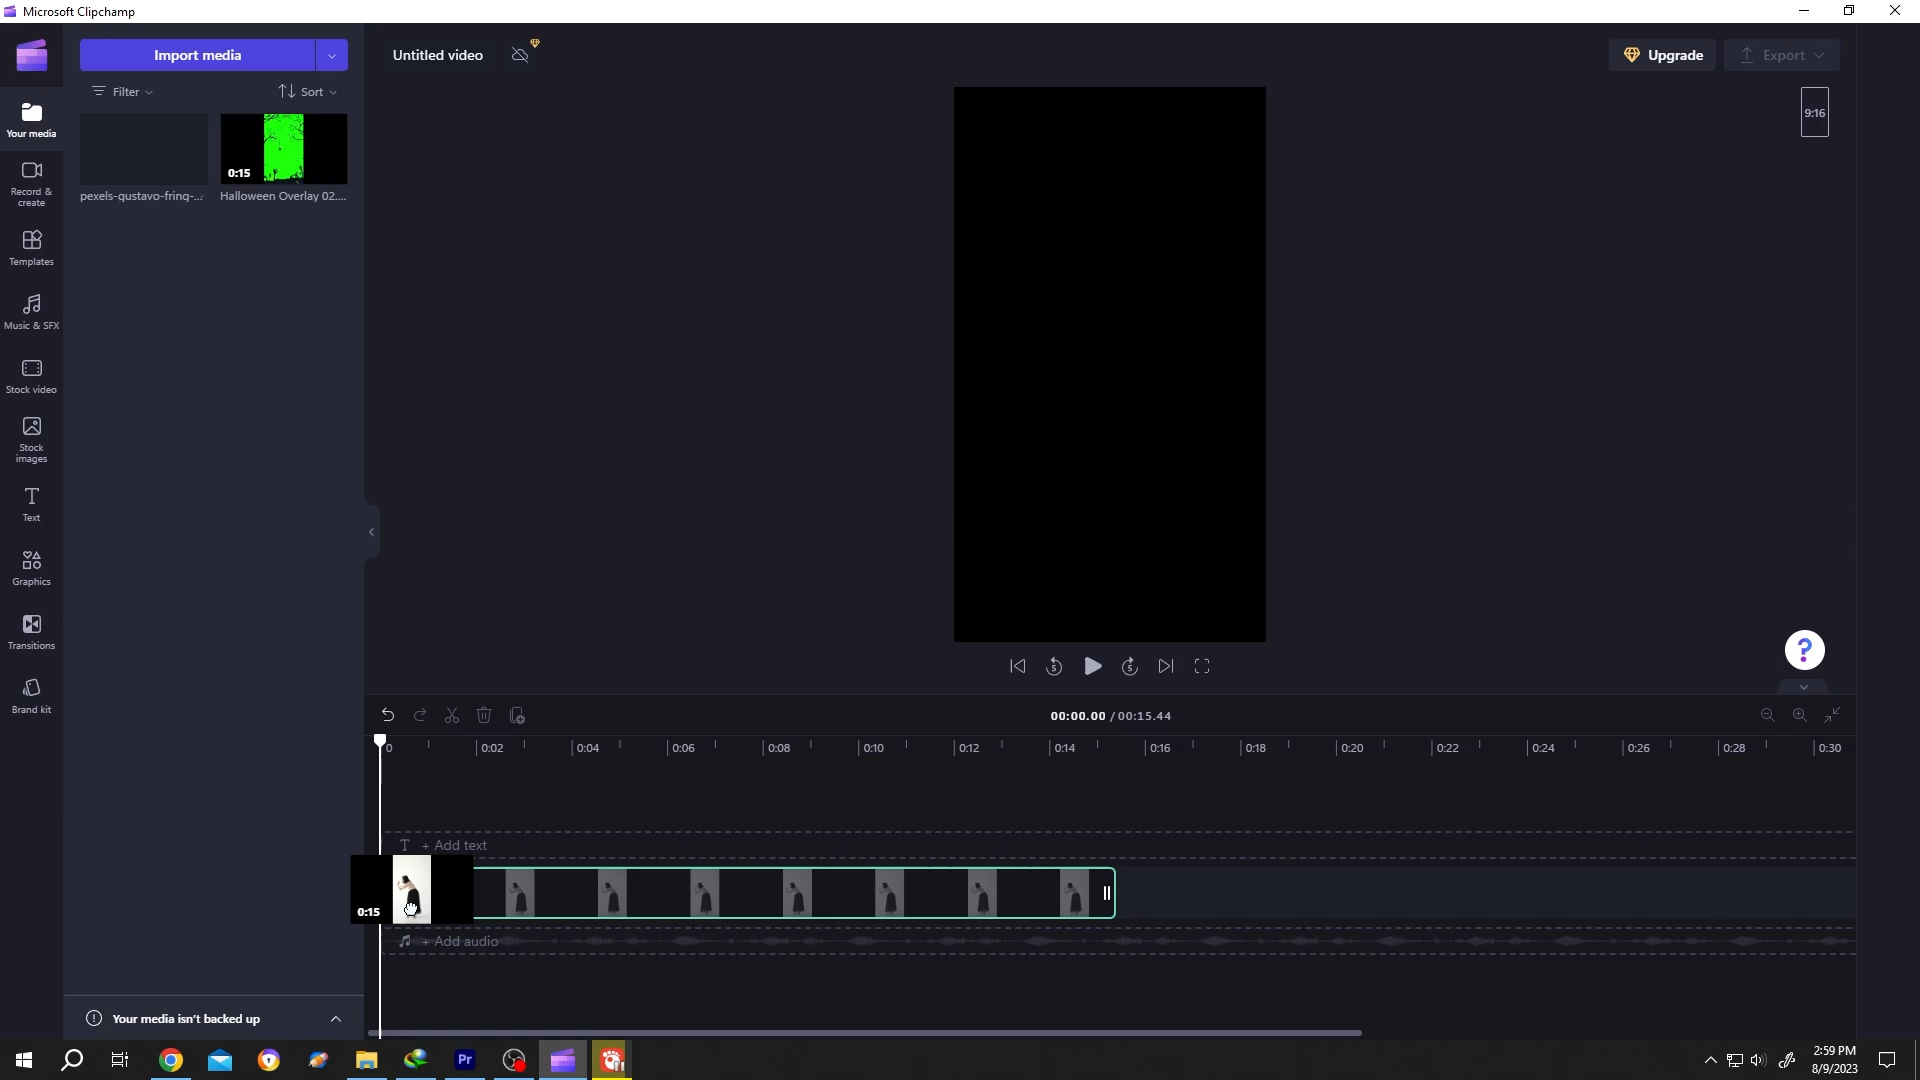 Microsoft Clipchamp
Import media
Untitled video
Upgrade
Export
Filter
Sort
9:16
Your media
0:15
pexels-gustavo-fring-...
Halloween Overlay 02....
Record &
create
Templates
Music & SFX
Stock video
Stock
images
Text
Graphics
Transitions
Brand kit
?
5
5
00:00.00 / 00:15.44
0
0:02
0:04
0:06
0:08
0:10
0:12
0:14
0:16
0:18
0:20
0:22
0:24
0:26
0:28
0:30
T + Add text
0:15
+ Add audio
Your media isn't backed up
Pr
2:59 PM
8/9/2023